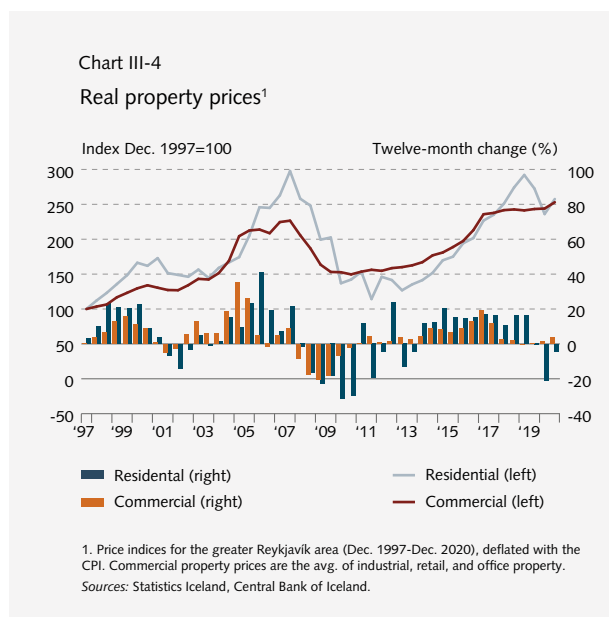 Chart III-4
Real property prices¹
Index Dec. 1997=100 Twelve-month change (%)
300 100
250 80
200 60
150 40
100 20
50 0
0 -20
-50 -40
‘97 ‘99 ‘01 ‘03 ‘05 ‘07 ‘09 ‘11 ‘13 ‘15 ‘17 ‘19
Residental (right) Residential (left)
Commercial (right) Commercial (left)
1. Price indices for the greater Reykjavík area (Dec. 1997-Dec. 2020), deflated with the
CPI. Commercial property prices are the avg. of industrial, retail, and office property.
Sources: Statistics Iceland, Central Bank of Iceland.